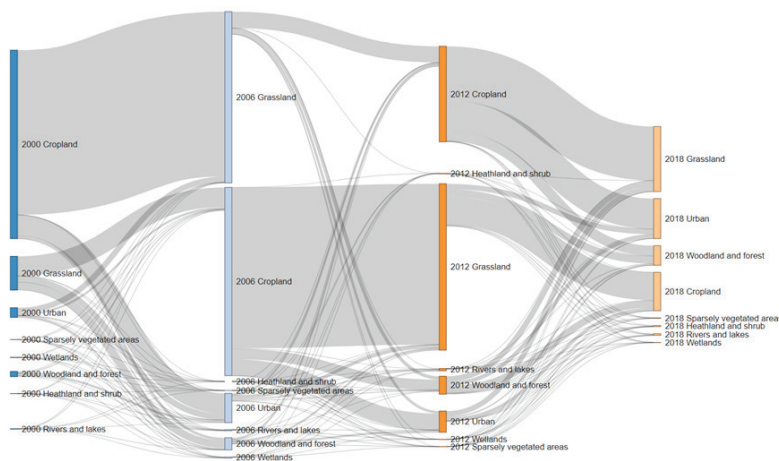 2000 Cropland
2000 Grassland
2000 Urban
2000 Sparsely vegetated areas
2000 Wetlands
2000 Woodland and forest
2000 Heathland and shrub
2000 Rivers and lakes
2006 Grassland
2006 Cropland
2006 Heathland and shrub
2006 Sparsely vegetated areas
2006 Urban
2006 Rivers and lakes
2006 Woodland and forest
2006 Wetlands
2012 Cropland
2012 Heathland and shrub
2012 Grassland
2012 Rivers and lakes
2012 Woodland and forest
2012 Urban
2012 Wetlands
2012 Sparsely vegetated areas
2018 Grassland
2018 Urban
2018 Woodland and forest
2018 Cropland
2018 Sparsely vegetated areas
2018 Heathland and shrub
2018 Rivers and lakes
2018 Wetlands